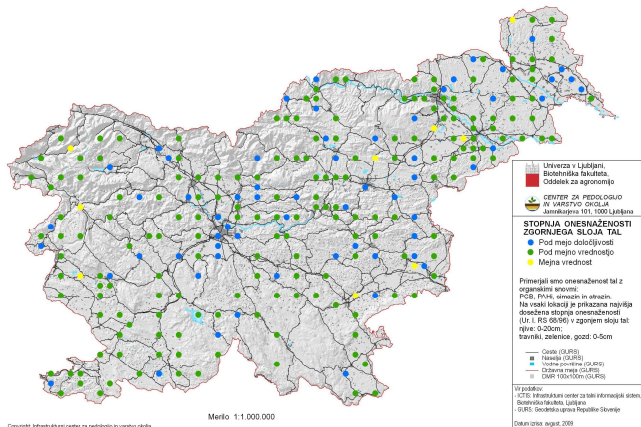 Univerza v Ljubljani,
Biotehniška fakulteta,
Oddelek za agronomijo
CENTER ZA PEDOLOGIJO
IN VARSTVO OKOLJA
Jamnikarjeva 101, 1000 Ljubljana
STOPNJA ONESNAŽENOSTI
ZGORNJEGA SLOJA TAL
Pod mejo določljivosti
Pod mejno vrednostjo
Mejna vrednost
Primerjali smo onesnaženost tal z
organskimi snovmi:
PCB, PAHi, cimazin in atrazin.
Na vsaki lokaciji je prikazana najvišja
dosežena stopnja onesnaženosti
(Ur. l. RS 68/96) v zgornjem sloju tal:
njive: 0-20cm;
travniki, zelenice, gozd: 0-5cm
Ceste (GURS)
Naselja (GURS)
Vodne površine (GURS)
Državna meja (GURS)
DMR 100x100m (GURS)
Vir podatkov:
- ICTIS: Infrastrukturni center za talni informacijski sistem,
Biotehniška fakulteta, Ljubljana
- GURS: Geodetska uprava Republike Slovenije
Datum izrisa: avgust, 2009
Merilo 1:1.000.000
Copyright: Infrastrukturni center za pedologijo in varstvo okolja